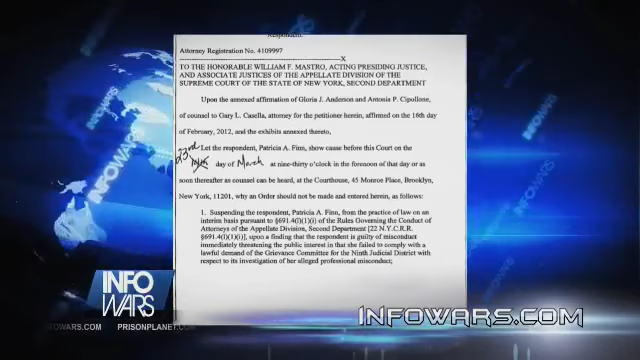 Respondent.
Attorney Registration No. 4109997
-----------------------------------------------------------X
TO THE HONORABLE WILLIAM F. MASTRO, ACTING PRESIDING JUSTICE,
AND ASSOCIATE JUSTICES OF THE APPELLATE DIVISION OF THE
SUPREME COURT OF THE STATE OF NEW YORK, SECOND DEPARTMENT
Upon the annexed affirmation of Gloria J. Anderson and Antonia P. Cipollone,
of counsel to Gary L. Casella, attorney for the petitioner herein, affirmed on the 16th day
of February, 2012, and the exhibits annexed thereto,
Let the respondent, Patricia A. Finn, show cause before this Court on the
23rd day of March at nine-thirty o'clock in the forenoon of that day or as
soon thereafter as counsel can be heard, at the Courthouse, 45 Monroe Place, Brooklyn,
New York, 11201, why an Order should not be made and entered herein, as follows:
1. Suspending the respondent, Patricia A. Finn, from the practice of law on an
interim basis pursuant to §691.4(l)(1)(i) of the Rules Governing the Conduct of
Attorneys of the Appellate Division, Second Department [22 N.Y.C.R.R.
§691.4(l)(1)(i)], upon a finding that the respondent is guilty of misconduct
immediately threatening the public interest in that she failed to comply with a
lawful demand of the Grievance Committee for the Ninth Judicial District with
respect to its investigation of her alleged professional misconduct;
INFO
WARS
INFOWARS.COM
NFOWARS.COM PRISONPLANET.COM